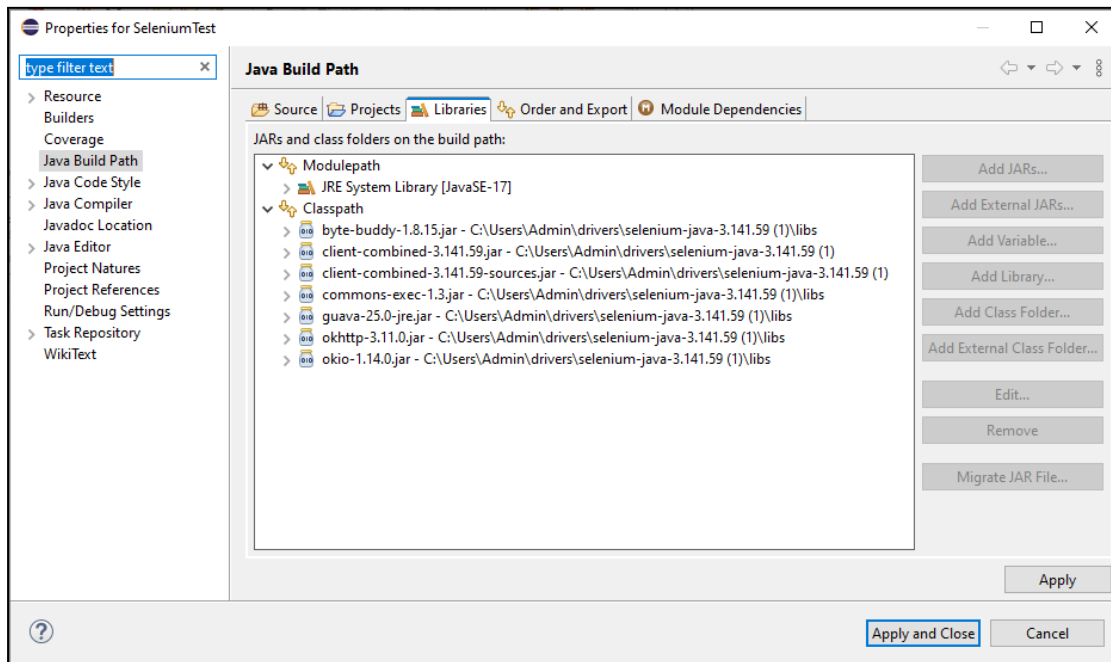 Properties for SeleniumTest
type filter text
Resource
Builders
Coverage
Java Build Path
Java Code Style
Java Compiler
Javadoc Location
Java Editor
Project Natures
Project References
Run/Debug Settings
Task Repository
WikiText
Java Build Path
Source Projects Libraries Order and Export Module Dependencies
JARs and class folders on the build path:
Modulepath
JRE System Library [JavaSE-17]
Classpath
byte-buddy-1.8.15.jar - C:\Users\Admin\drivers\selenium-java-3.141.59 (1)\libs
client-combined-3.141.59.jar - C:\Users\Admin\drivers\selenium-java-3.141.59 (1)
client-combined-3.141.59-sources.jar - C:\Users\Admin\drivers\selenium-java-3.141.59 (1)
commons-exec-1.3.jar - C:\Users\Admin\drivers\selenium-java-3.141.59 (1)\libs
guava-25.0-jre.jar - C:\Users\Admin\drivers\selenium-java-3.141.59 (1)\libs
okhttp-3.11.0.jar - C:\Users\Admin\drivers\selenium-java-3.141.59 (1)\libs
okio-1.14.0.jar - C:\Users\Admin\drivers\selenium-java-3.141.59 (1)\libs
Add JARs...
Add External JARs...
Add Variable...
Add Library...
Add Class Folder...
Add External Class Folder...
Edit...
Remove
Migrate JAR File...
Apply
Apply and Close
Cancel